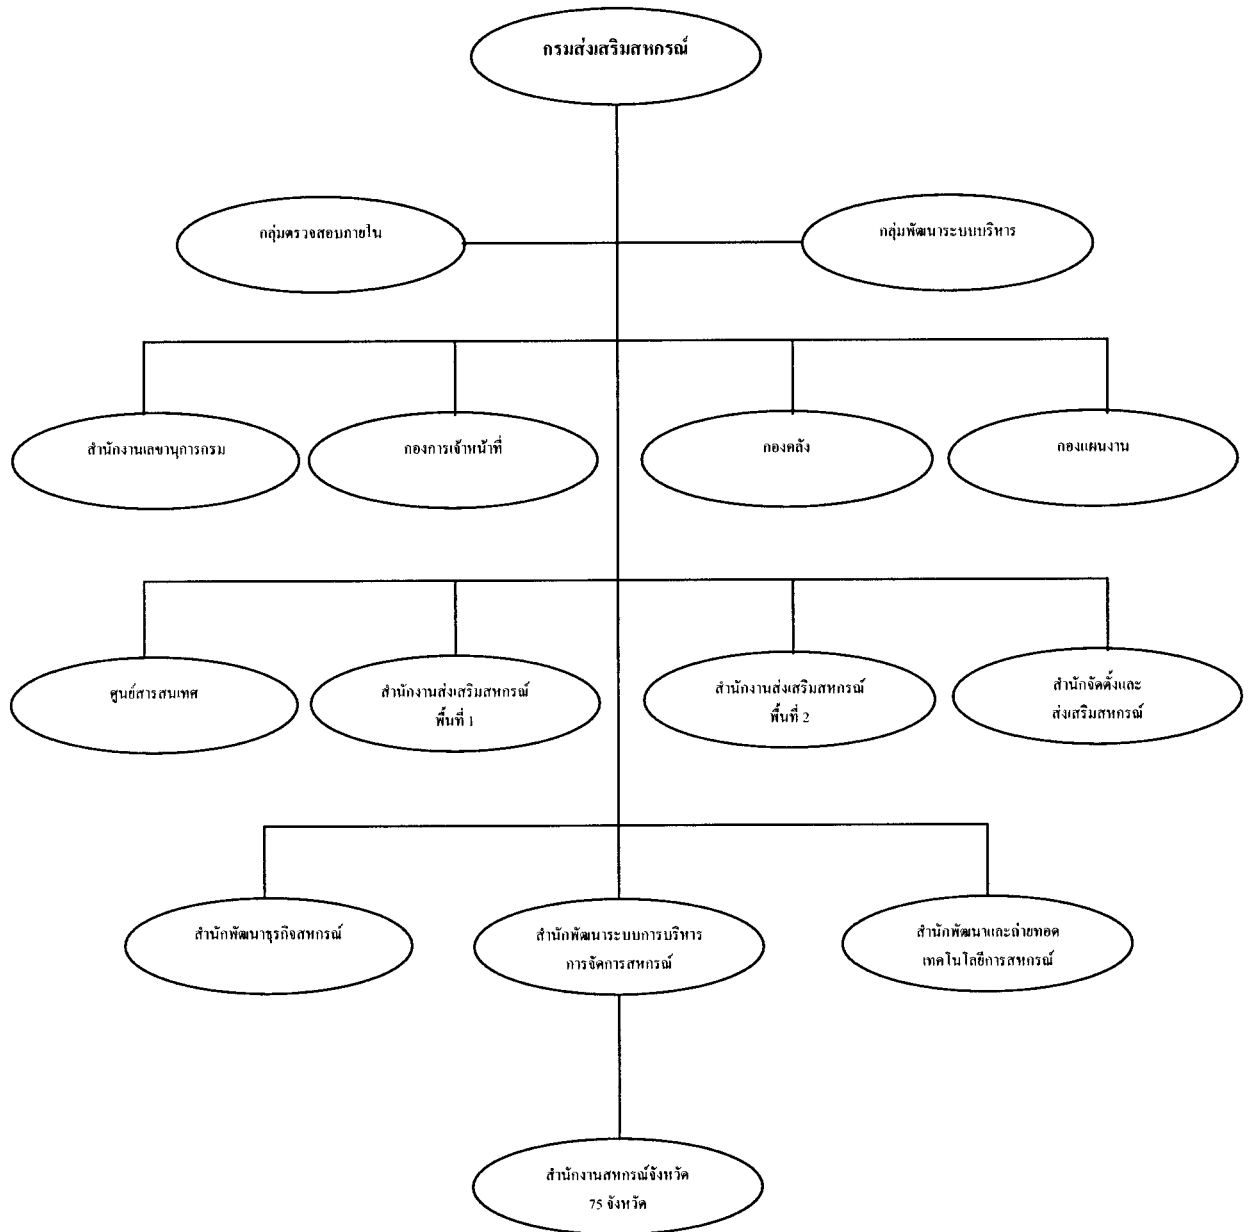 กรมส่งเสริมสหกรณ์
กลุ่มตรวจสอบภายใน
กลุ่มพัฒนาระบบบริหาร
สำนักงานเลขานุการกรม
กองการเจ้าหน้าที่
กองคลัง
กองแผนงาน
ศูนย์สารสนเทศ
สำนักงานส่งเสริมสหกรณ์
พื้นที่ 1
สำนักงานส่งเสริมสหกรณ์
พื้นที่ 2
สำนักจัดตั้งและ
ส่งเสริมสหกรณ์
สำนักพัฒนาธุรกิจสหกรณ์
สำนักพัฒนาระบบการบริหาร
การจัดการสหกรณ์
สำนักพัฒนาและถ่ายทอด
เทคโนโลยีการสหกรณ์
สำนักงานสหกรณ์จังหวัด
75 จังหวัด